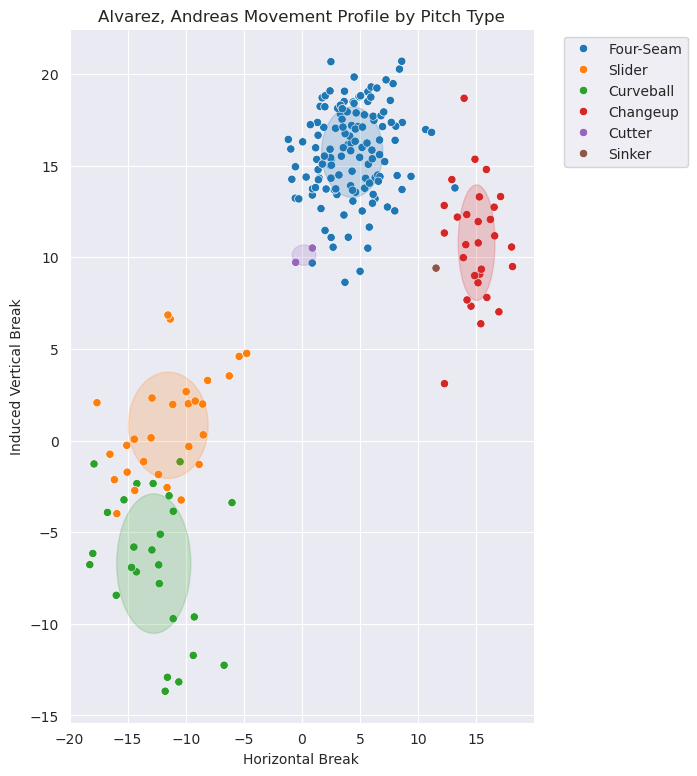 Alvarez, Andreas Movement Profile by Pitch Type
Four-Seam
Slider
Curveball
Changeup
Cutter
Sinker
Induced Vertical Break
20
15
10
5
0
−5
−10
−15
−20
−15
−10
−5
0
5
10
15
Horizontal Break